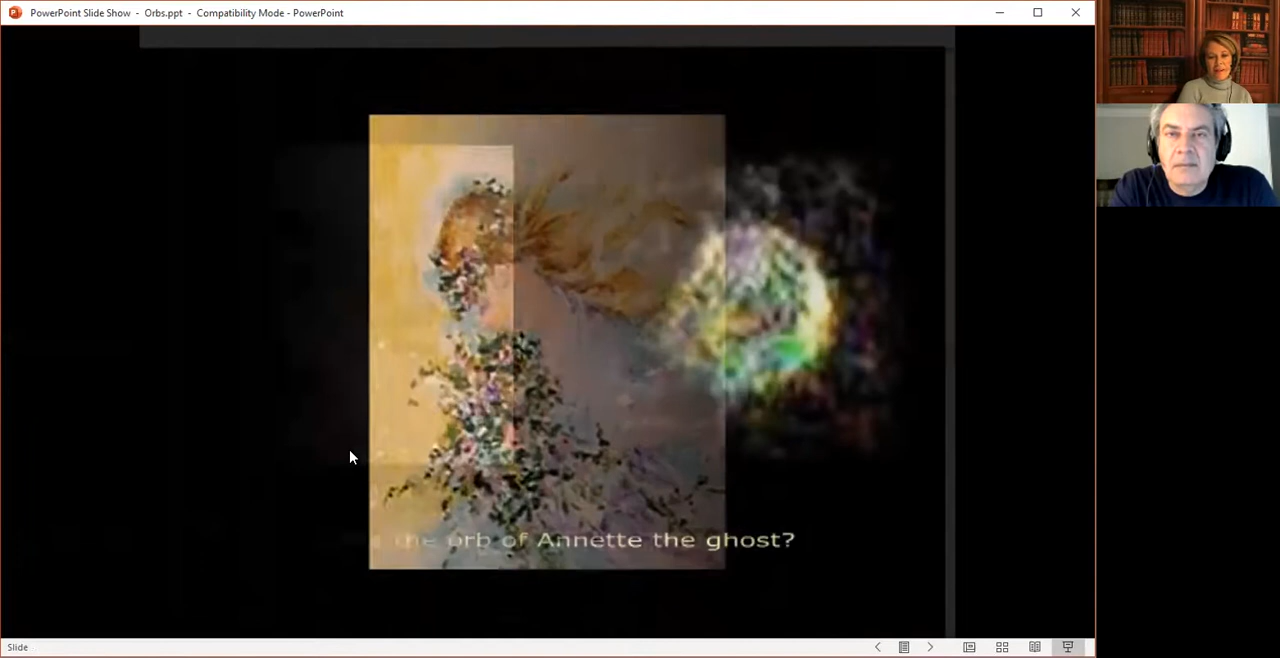 PowerPoint Slide Show - Orbs.ppt - Compatibility Mode - PowerPoint
the orb of Annette the ghost?
Slide